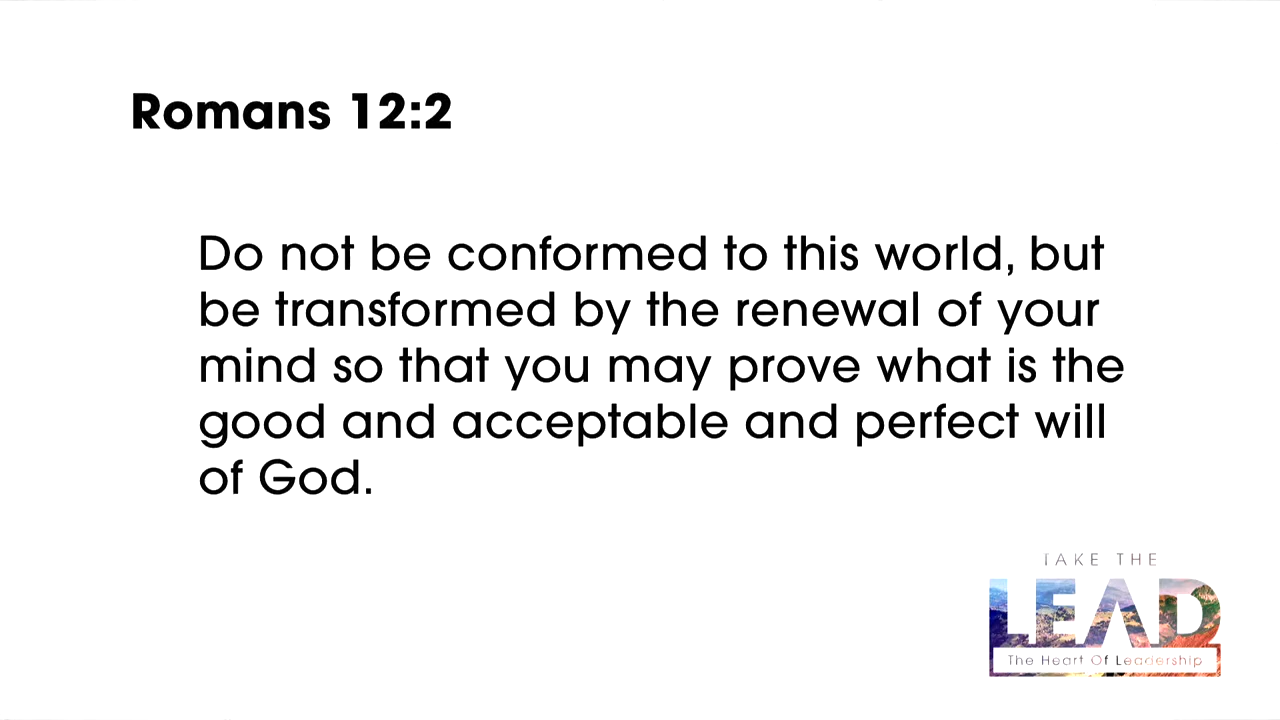 Romans 12:2
Do not be conformed to this world, but
be transformed by the renewal of your
mind so that you may prove what is the
good and acceptable and perfect will
of God.
TAKE THE
LEAD
The Heart Of Leadership